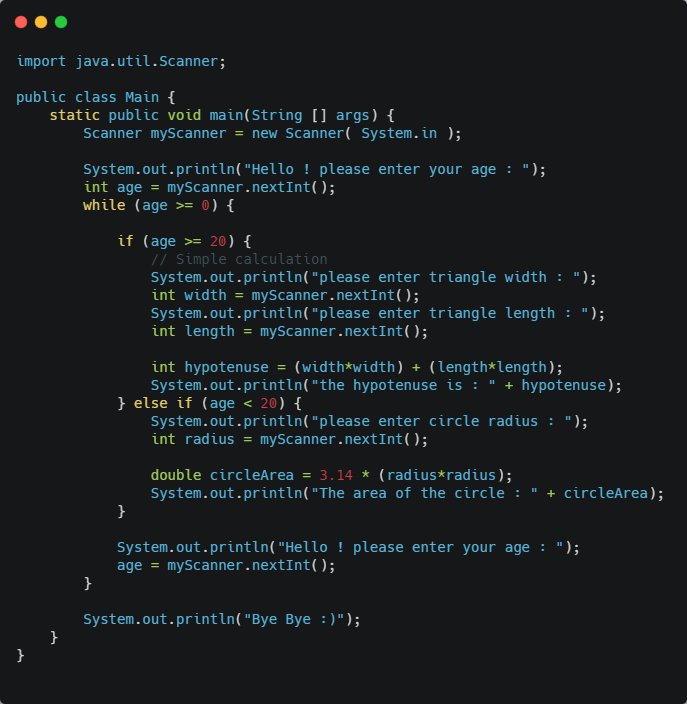 import java.util.Scanner;
public class Main {
static public void main(String [] args) {
Scanner myScanner = new Scanner( System.in );
System.out.println("Hello ! please enter your age : ");
int age = myScanner.nextInt();
while (age >= 0) {
if (age >= 20) {
// Simple calculation
System.out.println("please enter triangle width : ");
int width = myScanner.nextInt();
System.out.println("please enter triangle length : ");
int length = myScanner.nextInt();
int hypotenuse = (width*width) + (length*length);
System.out.println("the hypotenuse is : " + hypotenuse);
} else if (age < 20) {
System.out.println("please enter circle radius : ");
int radius = myScanner.nextInt();
double circleArea = 3.14 * (radius*radius);
System.out.println("The area of the circle : " + circleArea);
}
System.out.println("Hello ! please enter your age : ");
age = myScanner.nextInt();
}
System.out.println("Bye Bye :)");
}
}